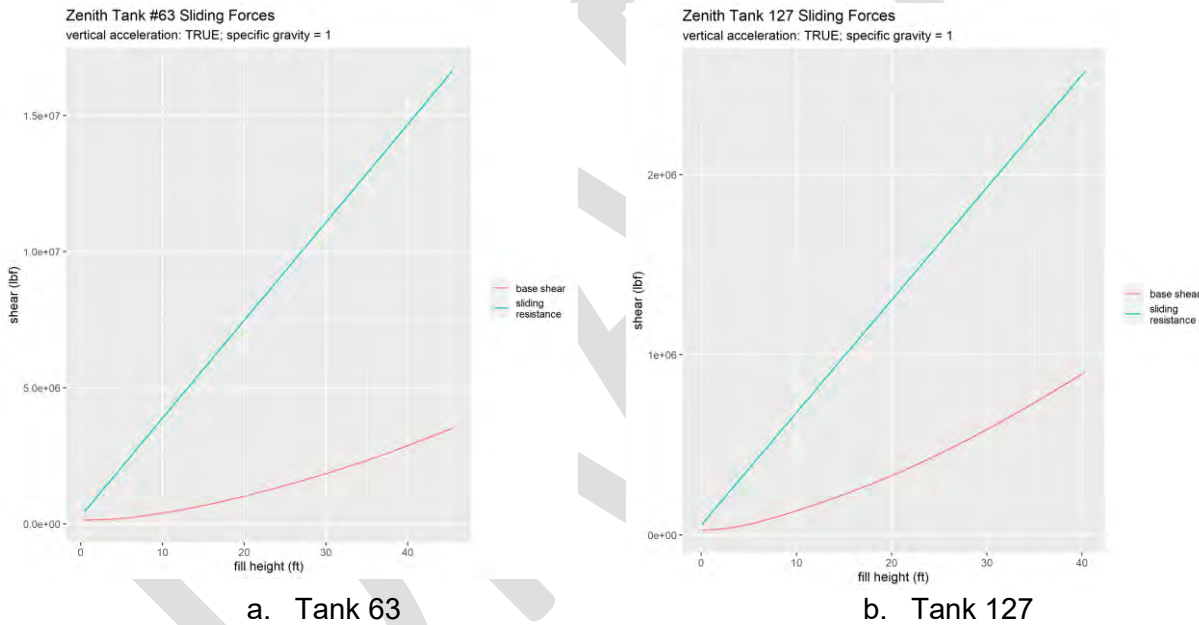 Zenith Tank #63 Sliding Forces
vertical acceleration: TRUE; specific gravity = 1
1.5e+07
1.0e+07
5.0e+06
0.0e+00
shear (lbf)
0 10 20 30 40
fill height (ft)
base shear
sliding
resistance
a. Tank 63
Zenith Tank 127 Sliding Forces
vertical acceleration: TRUE; specific gravity = 1
2e+06
1e+06
0e+00
shear (lbf)
0 10 20 30 40
fill height (ft)
base shear
sliding
resistance
b. Tank 127